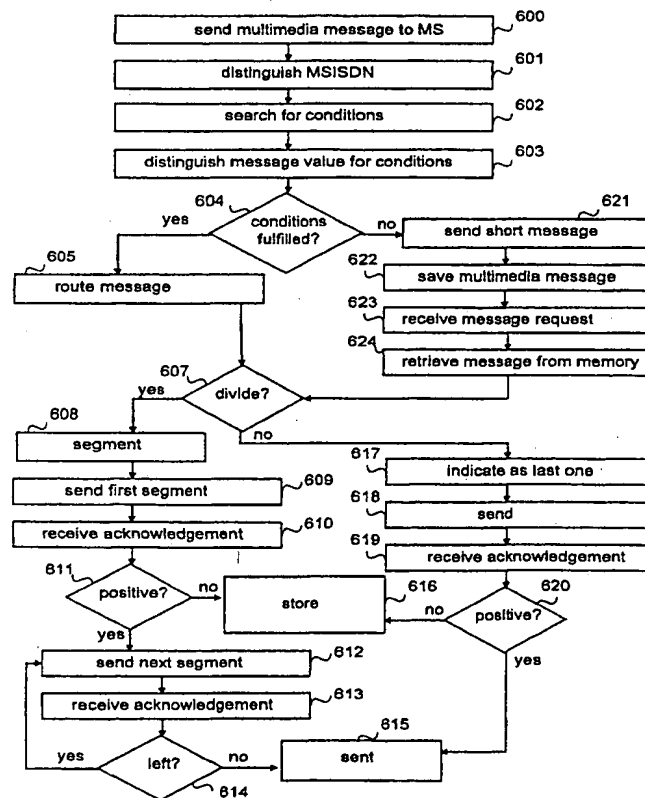 600
send multimedia message to MS
601
distinguish MSISDN
602
search for conditions
603
distinguish message value for conditions
604
yes
conditions
fulfilled?
no
621
send short message
605
route message
622
save multimedia message
623
receive message request
624
retrieve message from memory
607
divide?
yes
no
608
segment
617
indicate as last one
609
send first segment
618
send
610
receive acknowledgement
619
receive acknowledgement
611
positive?
no
616
store
620
positive?
no
yes
yes
612
send next segment
613
receive acknowledgement
615
sent
yes
left?
no
614